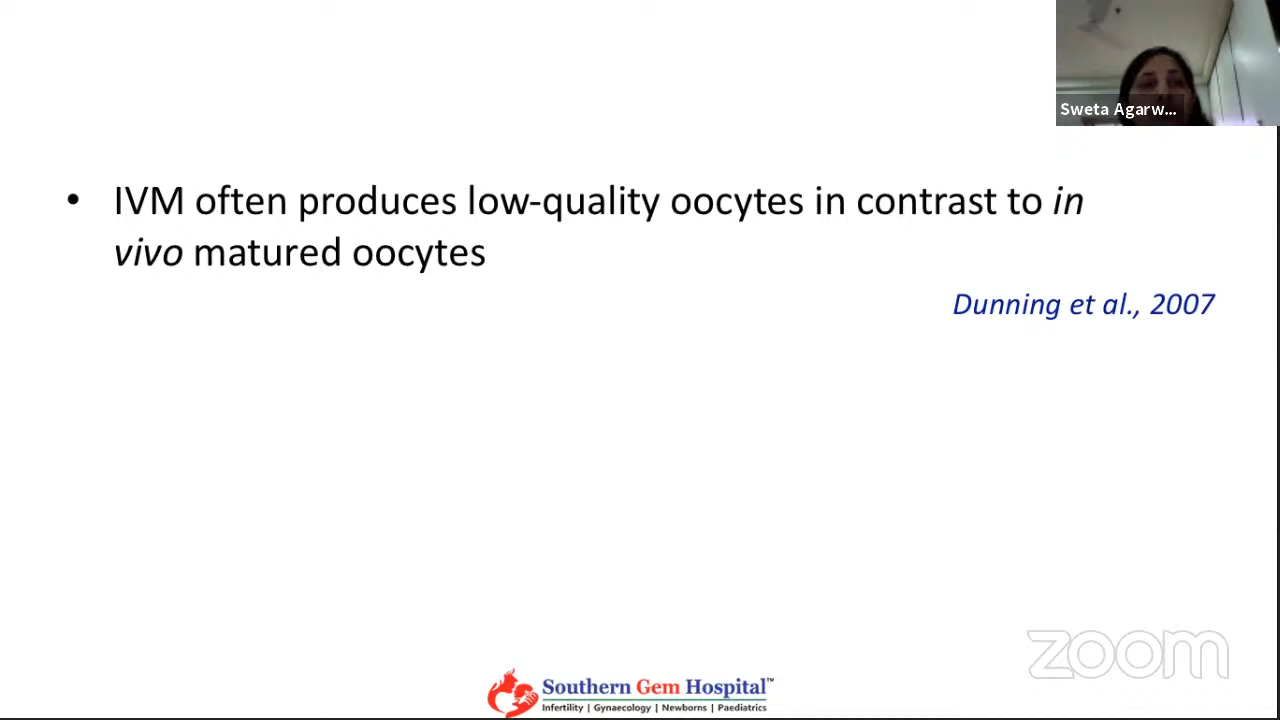 Sweta Agarw...
• IVM often produces low-quality oocytes in contrast to in
vivo matured oocytes
Dunning et al., 2007
zoom
Southern Gem Hospital™
Infertility | Gynaecology | Newborns | Paediatrics